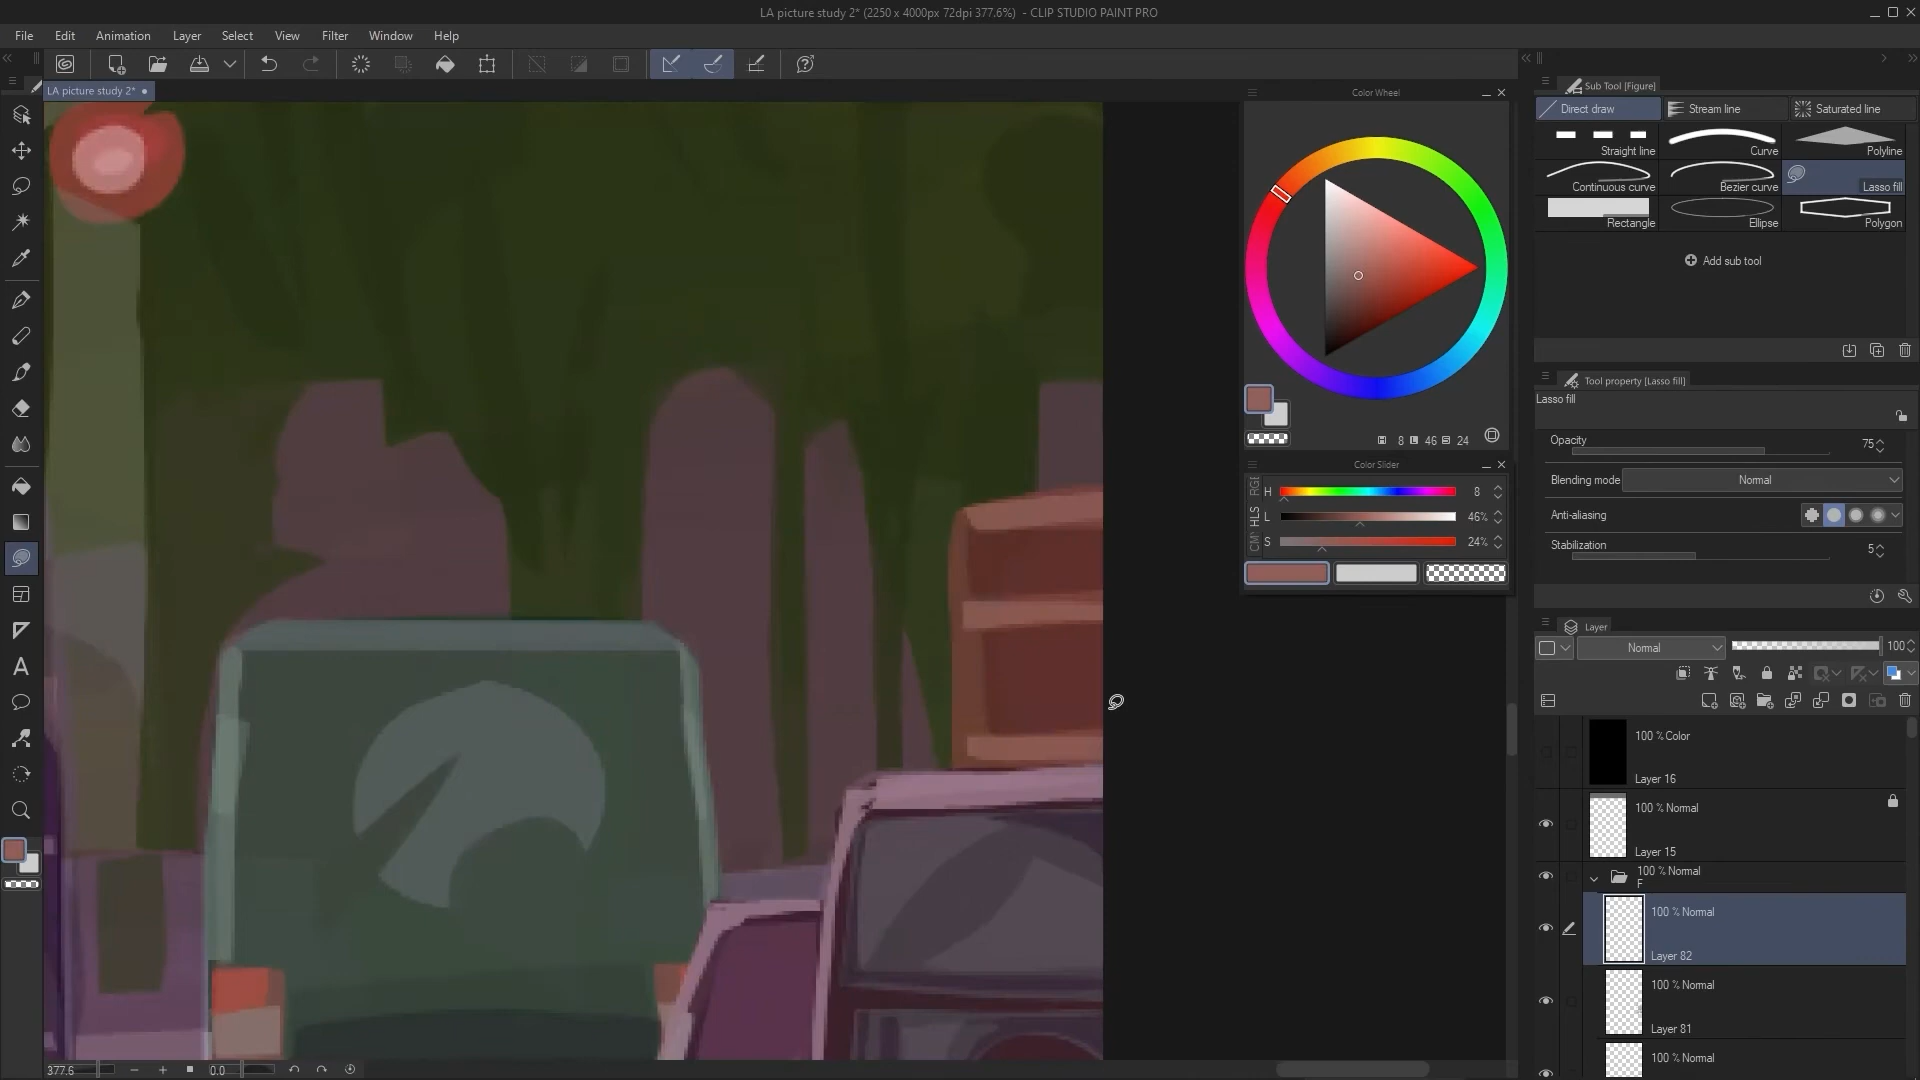 LA picture study 2* (2250 x 4000px 72dpi 377.6%) - CLIP STUDIO PAINT PRO
File Edit Animation Layer Select View Filter Window Help
LA picture study 2*
Color Wheel
8 46 24
Color Slider
RGB
HLS
H 8
L 46%
S 24%
Sub Tool [Figure]
Direct draw Stream line Saturated line
Straight line Curve Polyline
Continuous curve Bezier curve Lasso fill
Rectangle Ellipse Polygon
Add sub tool
Tool property [Lasso fill]
Lasso fill
Opacity 75
Blending mode Normal
Anti-aliasing
Stabilization 5
Layer
Normal 100
100 % Color
Layer 16
100 % Normal
Layer 15
100 % Normal
F
100 % Normal
Layer 82
100 % Normal
Layer 81
100 % Normal
377.6 0.0